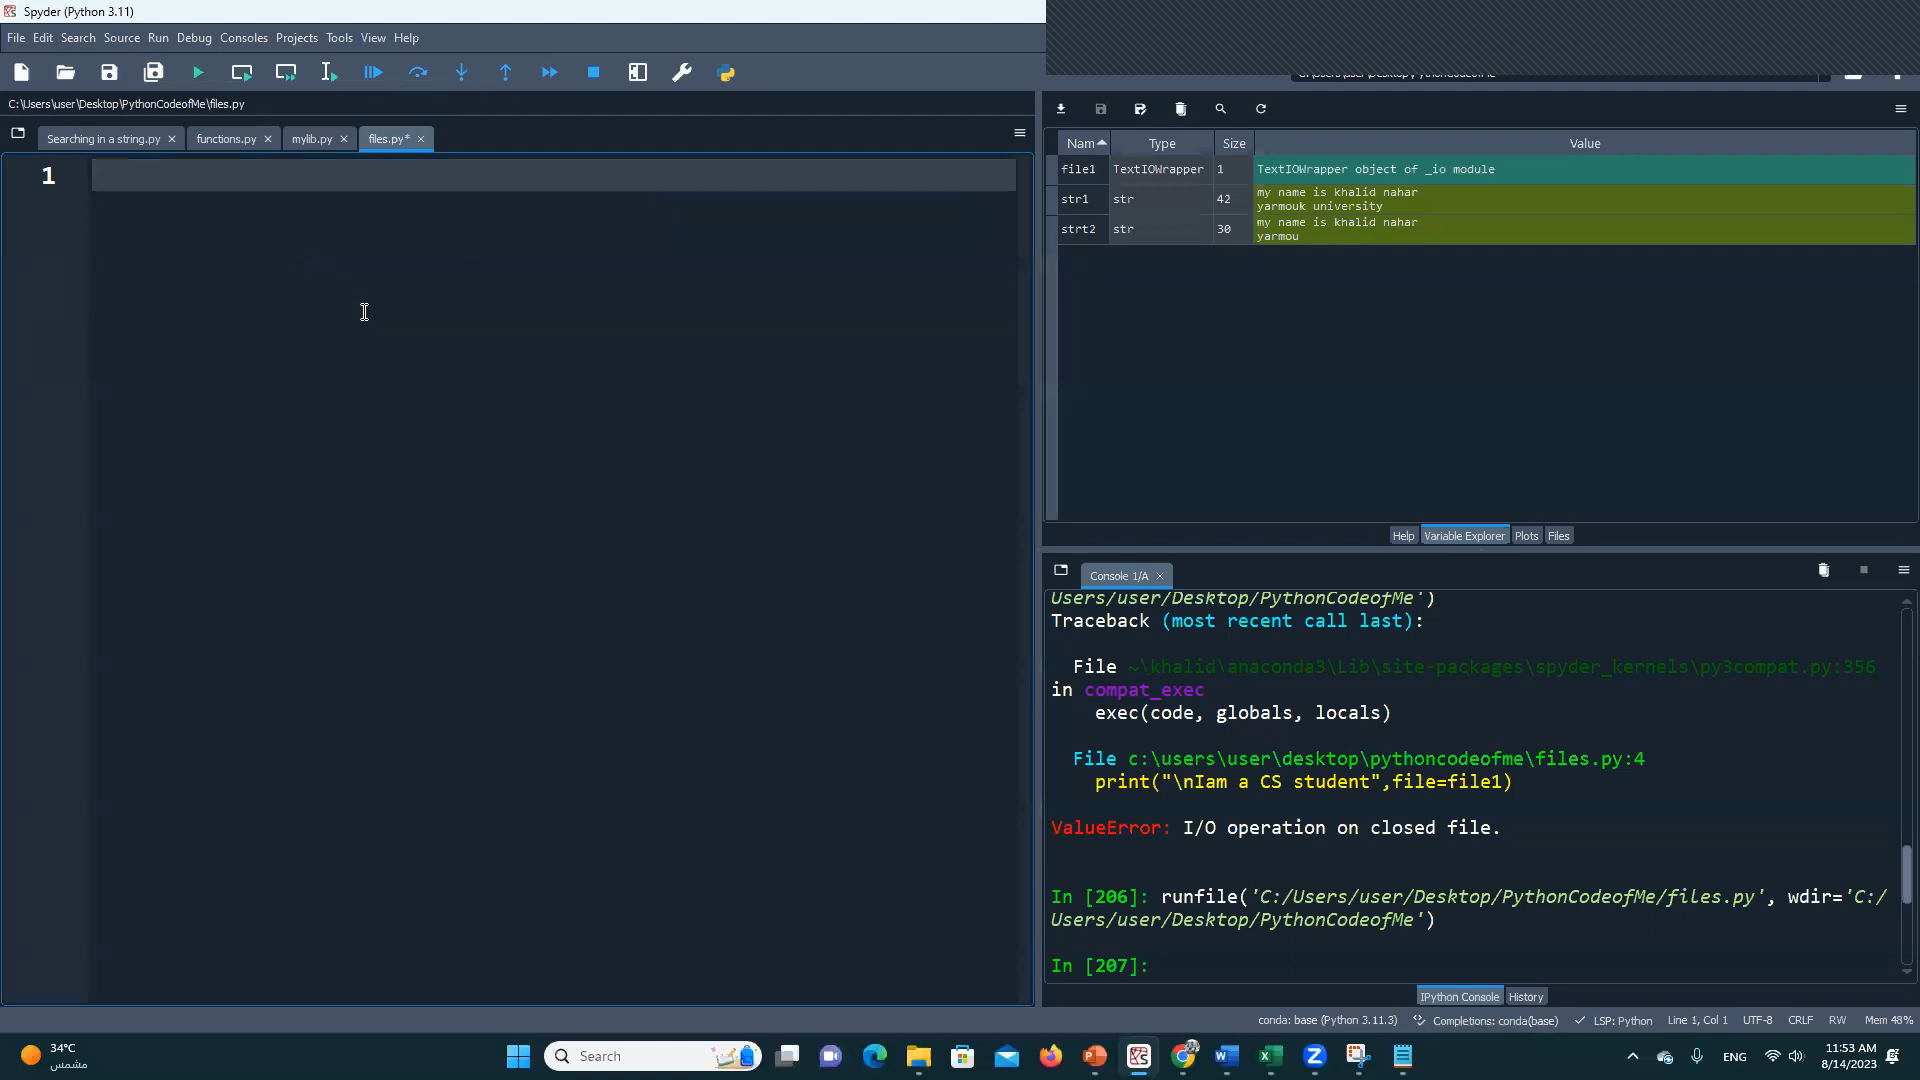 Spyder (Python 3.11)
File Edit Search Source Run Debug Consoles Projects Tools View Help
C:\Users\user\Desktop\PythonCodeofMe\files.py
Searching in a string.py functions.py mylib.py files.py*
1
Nam Type Size Value
file1 TextIOWrapper 1 TextIOWrapper object of _io module
str1 str 42 my name is khalid nahar
yarmouk university
strt2 str 30 my name is khalid nahar
yarmou
Help Variable Explorer Plots Files
Console 1/A
Users/user/Desktop/PythonCodeofMe')
Traceback (most recent call last):
File ~\khalid\anaconda3\Lib\site-packages\spyder_kernels\py3compat.py:356
in compat_exec
exec(code, globals, locals)
File c:\users\user\desktop\pythoncodeofme\files.py:4
print("\nIam a CS student",file=file1)
ValueError: I/O operation on closed file.
In [206]: runfile('C:/Users/user/Desktop/PythonCodeofMe/files.py', wdir='C:/
Users/user/Desktop/PythonCodeofMe')
In [207]:
IPython Console History
conda: base (Python 3.11.3) Completions: conda(base) LSP: Python Line 1, Col 1 UTF-8 CRLF RW Mem 48%
34°C
مشمس
Search
ENG
11:53 AM
8/14/2023